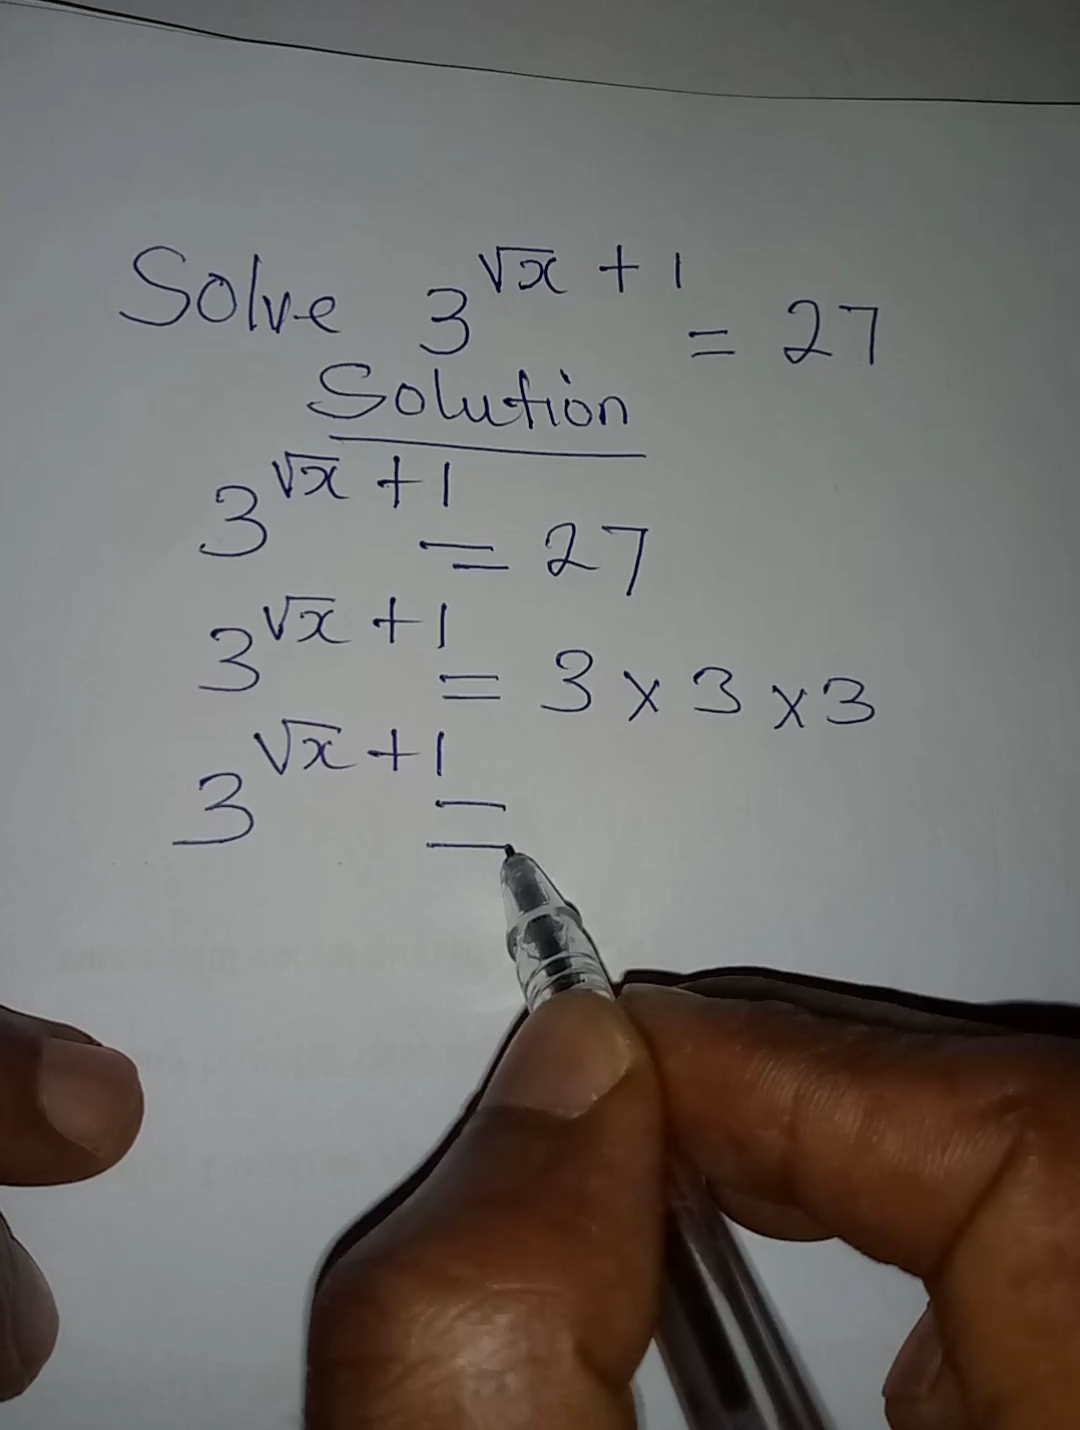 Solve 3^{√x + 1} = 27
Solution
3^{√x + 1} = 27
3^{√x + 1} = 3 × 3 × 3
3^{√x + 1} =